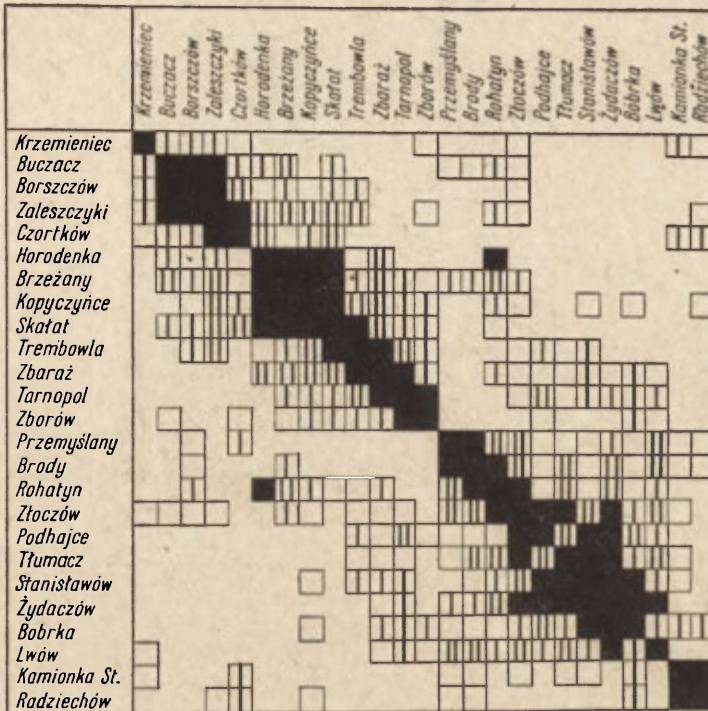 Krzemieniec
Buczacz
Borszczów
Zaleszczyki
Czortków
Horodenka
Brzeżany
Kopyczyńce
Skałat
Trembowla
Zbaraż
Tarnopol
Zborów
Przemyślany
Brody
Rohatyn
Złoczów
Podhajce
Tłumacz
Stanisławów
Żydaczów
Bóbrka
Lwów
Kamionka St.
Radziechów
Krzemieniec
Buczacz
Borszczów
Zaleszczyki
Czortków
Horodenka
Brzeżany
Kopyczyńce
Skałat
Trembowla
Zbaraż
Tarnopol
Zborów
Przemyślany
Brody
Rohatyn
Złoczów
Podhajce
Tłumacz
Stanisławów
Żydaczów
Bobrka
Lwów
Kamionka St.
Radziechów